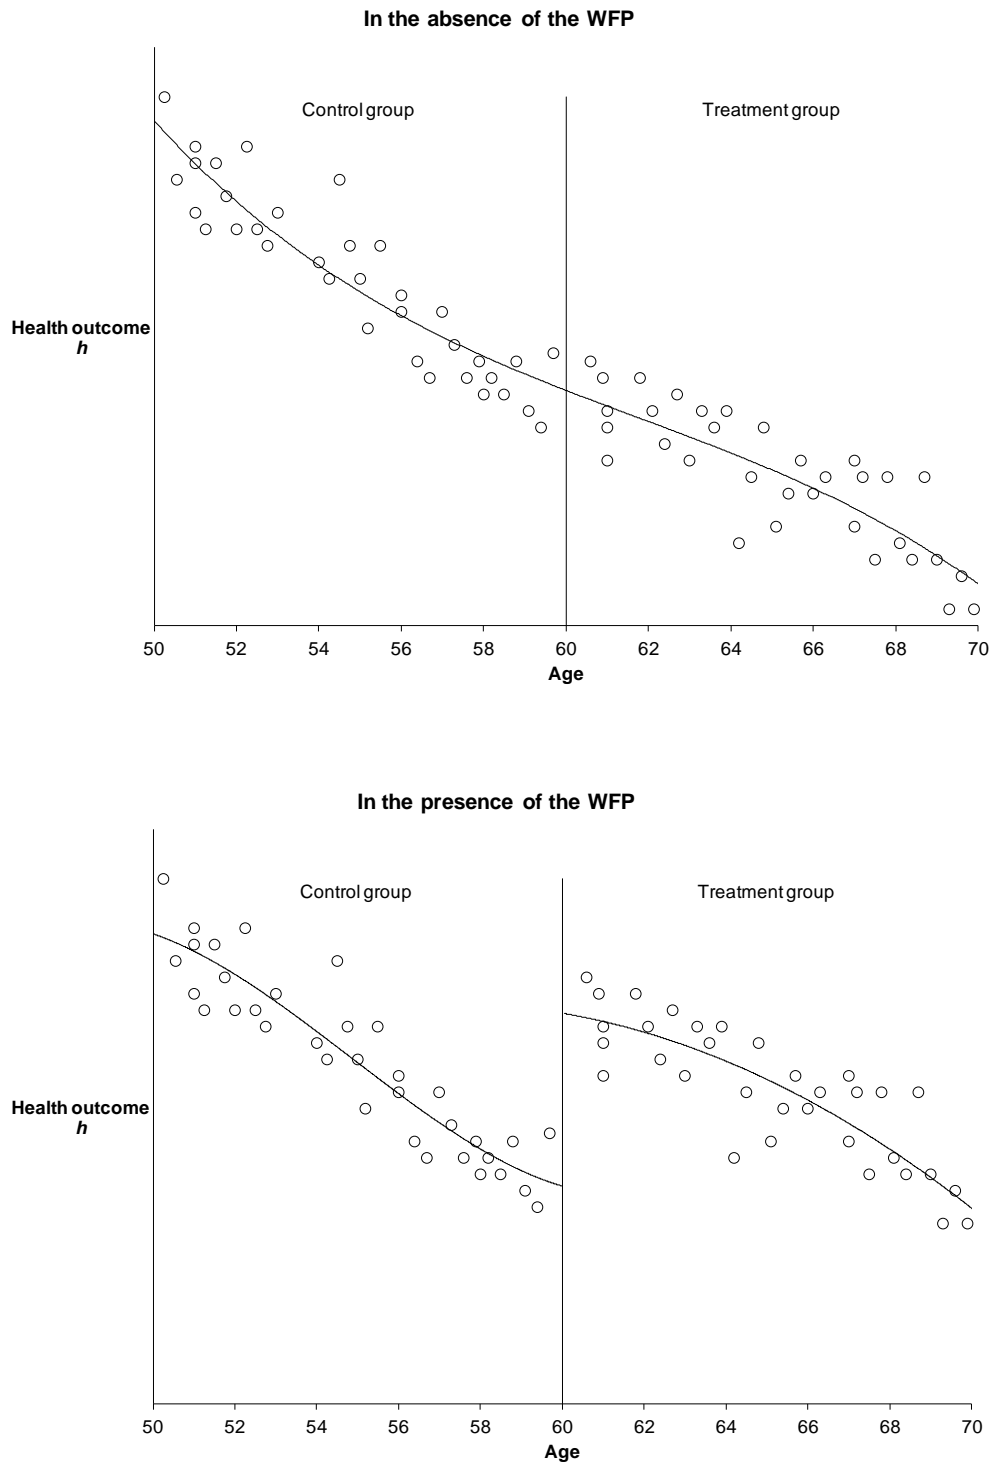 In the absence of the WFP
Control group
Treatment group
Health outcome
h
50 52 54 56 58 60 62 64 66 68 70
Age
In the presence of the WFP
Control group
Treatment group
Health outcome
h
50 52 54 56 58 60 62 64 66 68 70
Age